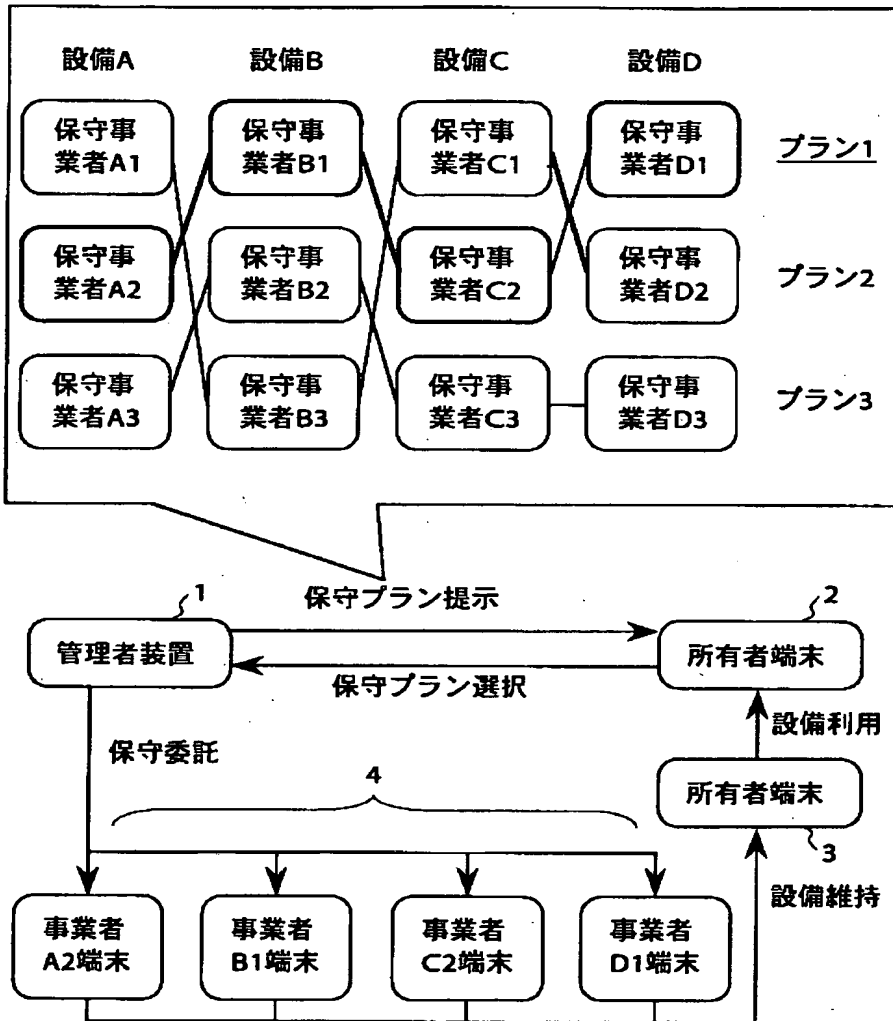 設備A 設備B 設備C 設備D
保守事 保守事 保守事 保守事
業者A1 業者B1 業者C1 業者D1
プラン1
保守事 保守事 保守事 保守事
業者A2 業者B2 業者C2 業者D2
プラン2
保守事 保守事 保守事 保守事
業者A3 業者B3 業者C3 業者D3
プラン3
1
保守プラン提示
2
管理者装置
所有者端末
保守プラン選択
設備利用
保守委託
4
所有者端末
3
設備維持
事業者 事業者 事業者 事業者
A2端末 B1端末 C2端末 D1端末